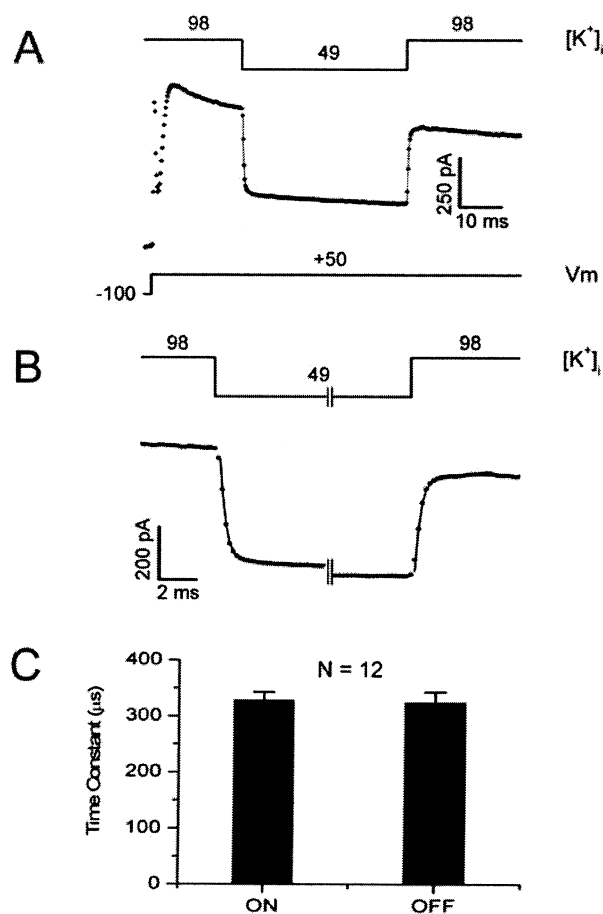 A
98
49
98
[K+]i
250 pA
10 ms
+50
-100
Vm
B
98
49
98
[K+]i
200 pA
2 ms
C
N = 12
Time Constant (μs)
400
300
200
100
0
ON
OFF